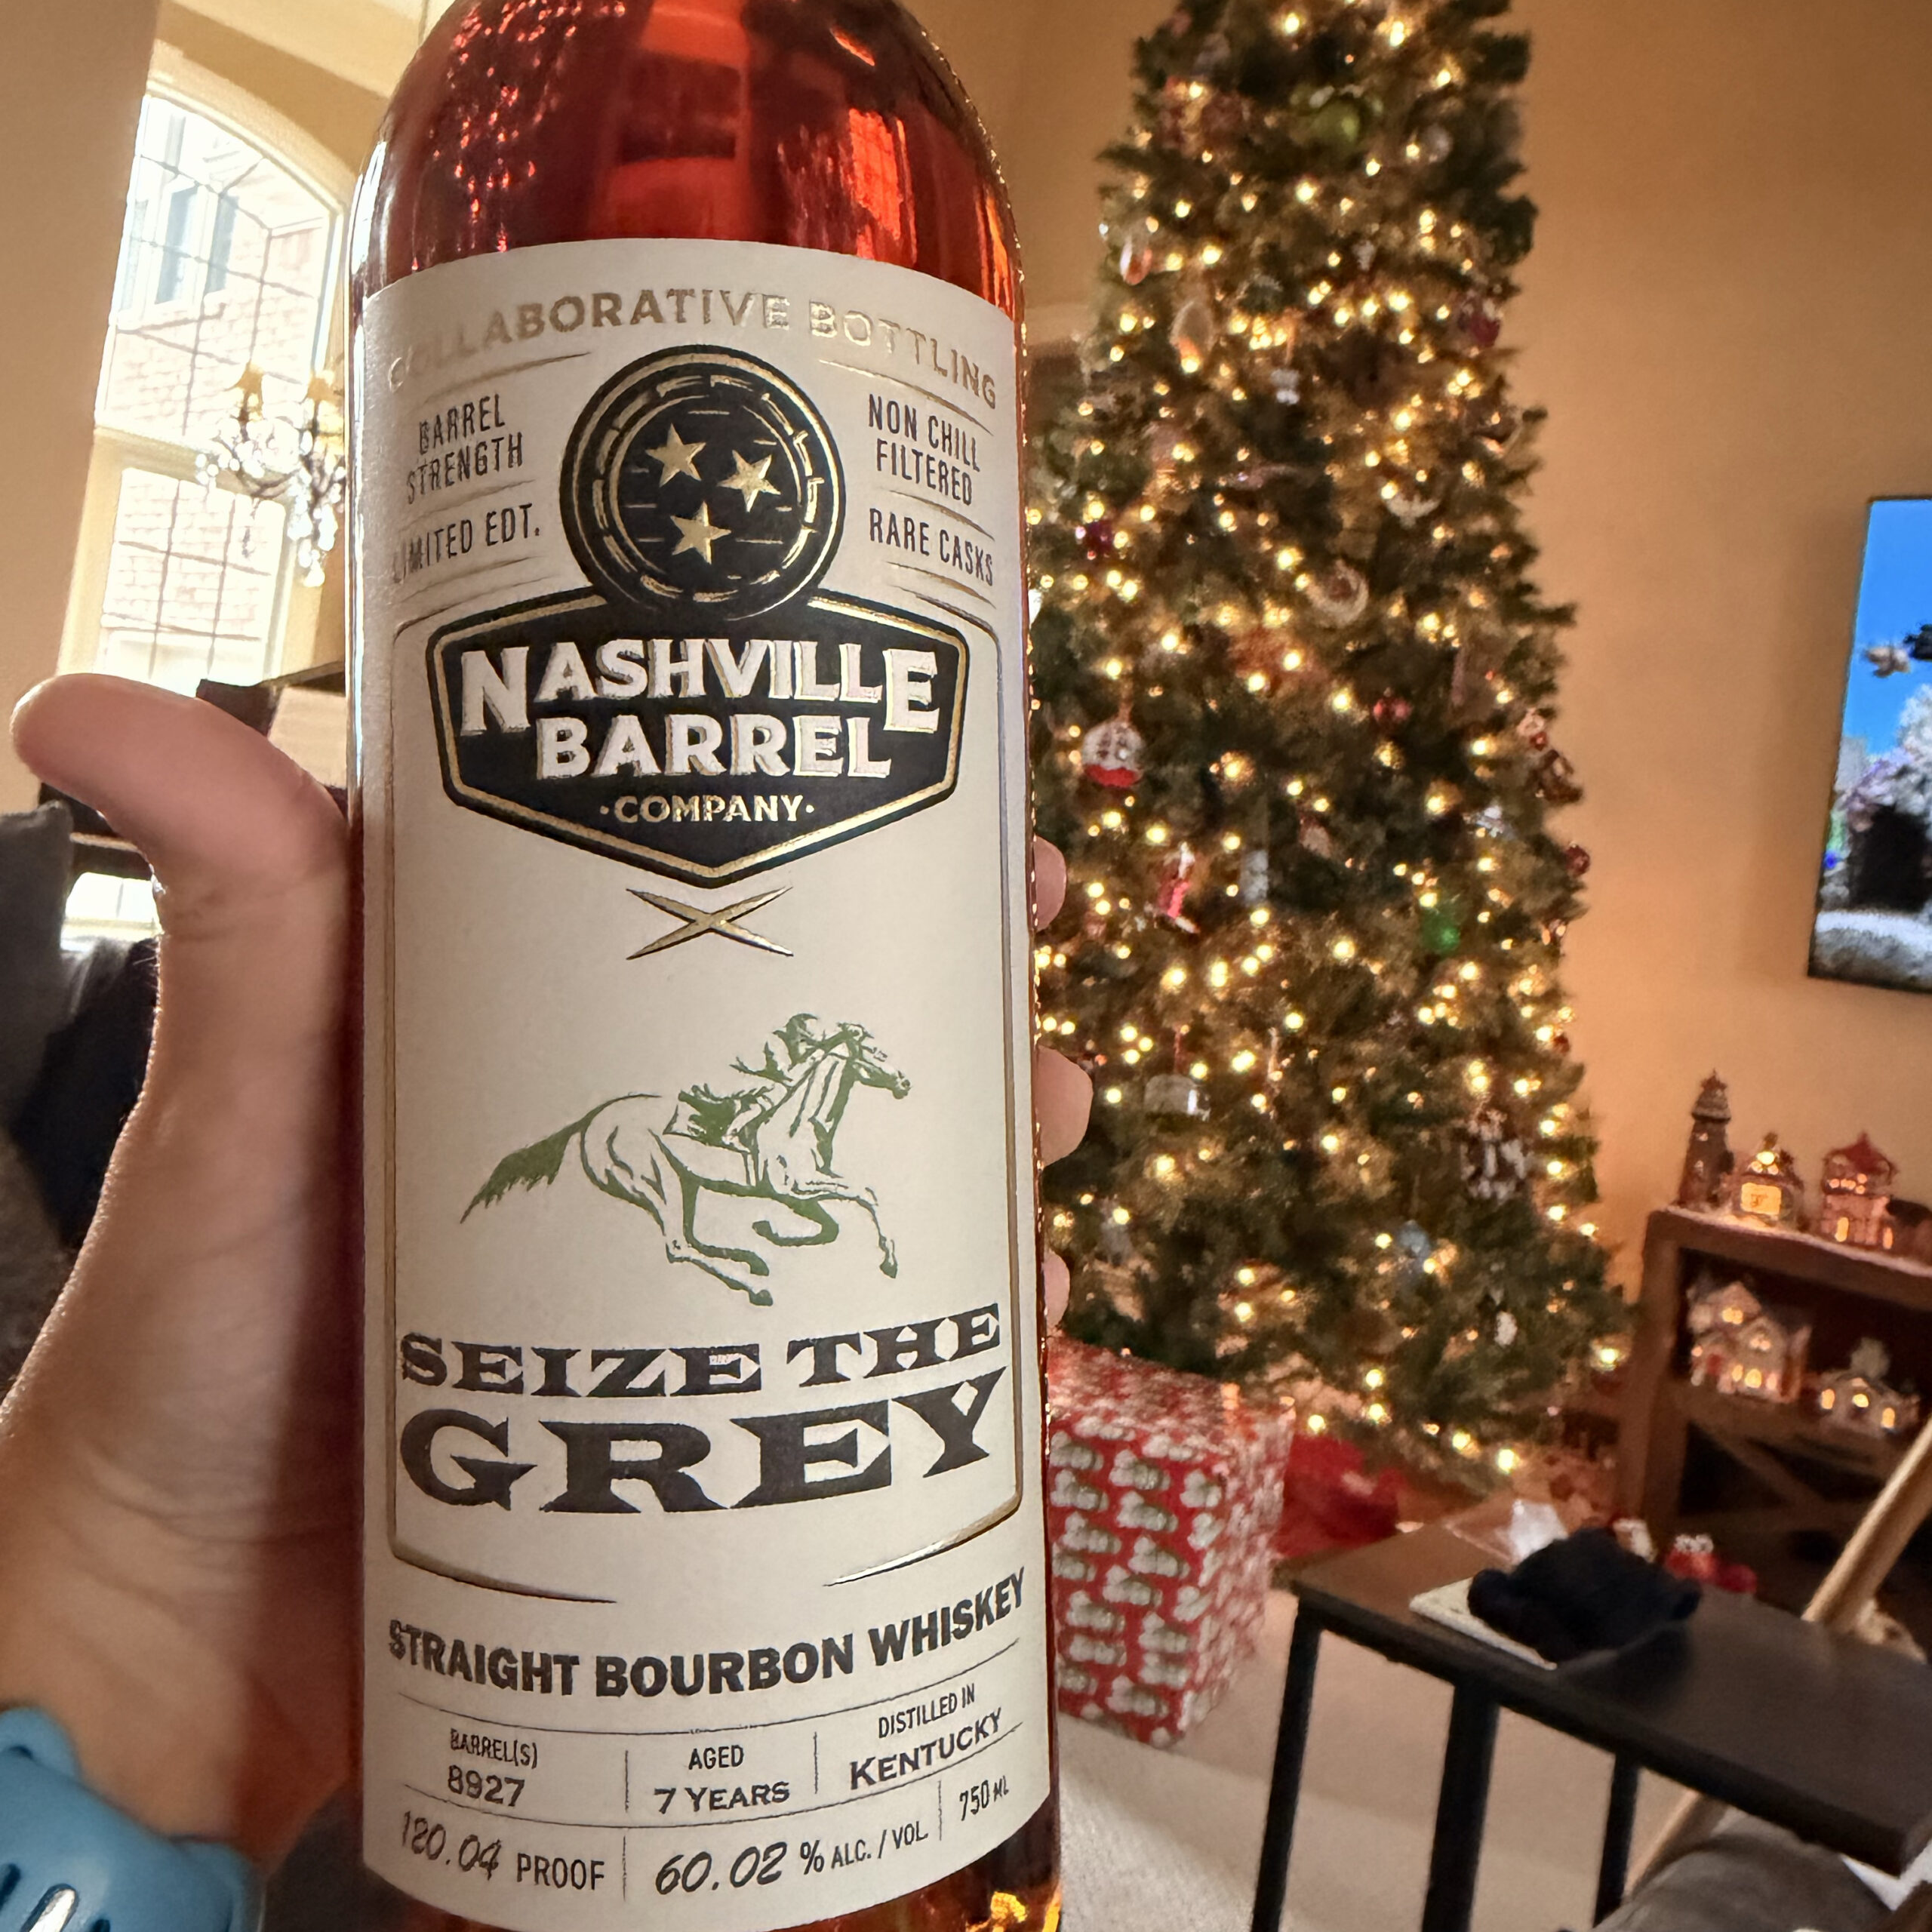 COLLABORATIVE BOTTLING
BARREL
STRENGTH
LIMITED EDT.
NON CHILL
FILTERED
RARE CASKS
NASHVILLE
BARREL
·COMPANY·
SEIZE THE
GREY
STRAIGHT BOURBON WHISKEY
BARREL(S)
8927
AGED
7 YEARS
DISTILLED IN
KENTUCKY
120.04 PROOF
60.02 % ALC. / VOL.
750 ML